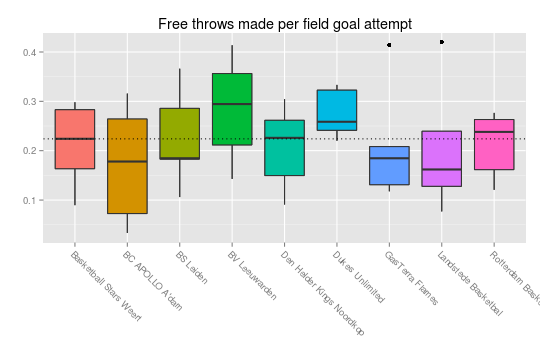 Free throws made per field goal attempt
0.4
0.3
0.2
0.1
Basketball Stars Weert
BC APOLLO A'dam
BS Leiden
BV Leeuwarden
Den Helder Kings Noordkop
Dukes Unlimited
GasTerra Flames
Landstede Basketbal
Rotterdam Bask